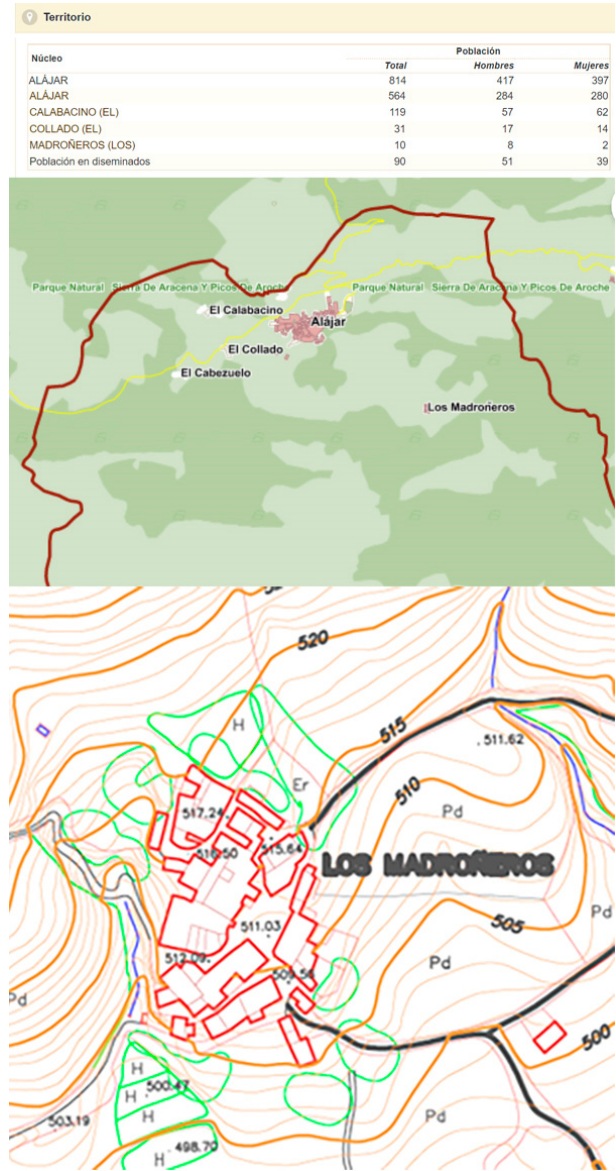 Territorio
Núcleo Población
Total Hombres Mujeres
ALÁJAR 814 417 397
ALÁJAR 564 284 280
CALABACINO (EL) 119 57 62
COLLADO (EL) 31 17 14
MADROÑEROS (LOS) 10 8 2
Población en diseminados 90 51 39
Parque Natural Sierra De Aracena Y Picos De Aroche
Parque Natural Sierra De Aracena Y Picos De Aroche
El Calabacino
Alájar
El Collado
El Cabezuelo
Los Madroñeros
520
H
515
511.62
Er
510
517.24
Pd
516.50
515.64
LOS MADROÑEROS
505
511.03
Pd
512.09
Pd
Pd
500
H
H
500.47
H
503.19
Pd
498.70
H